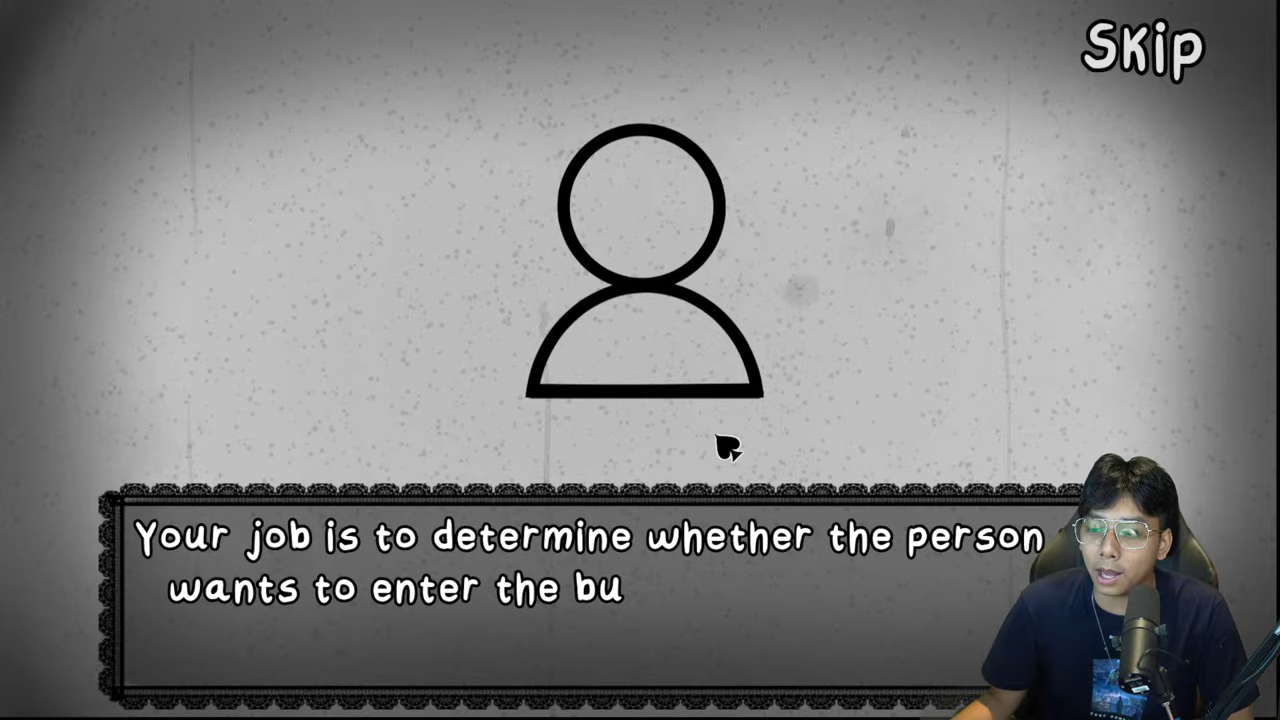 Skip
Your job is to determine whether the person
wants to enter the bu